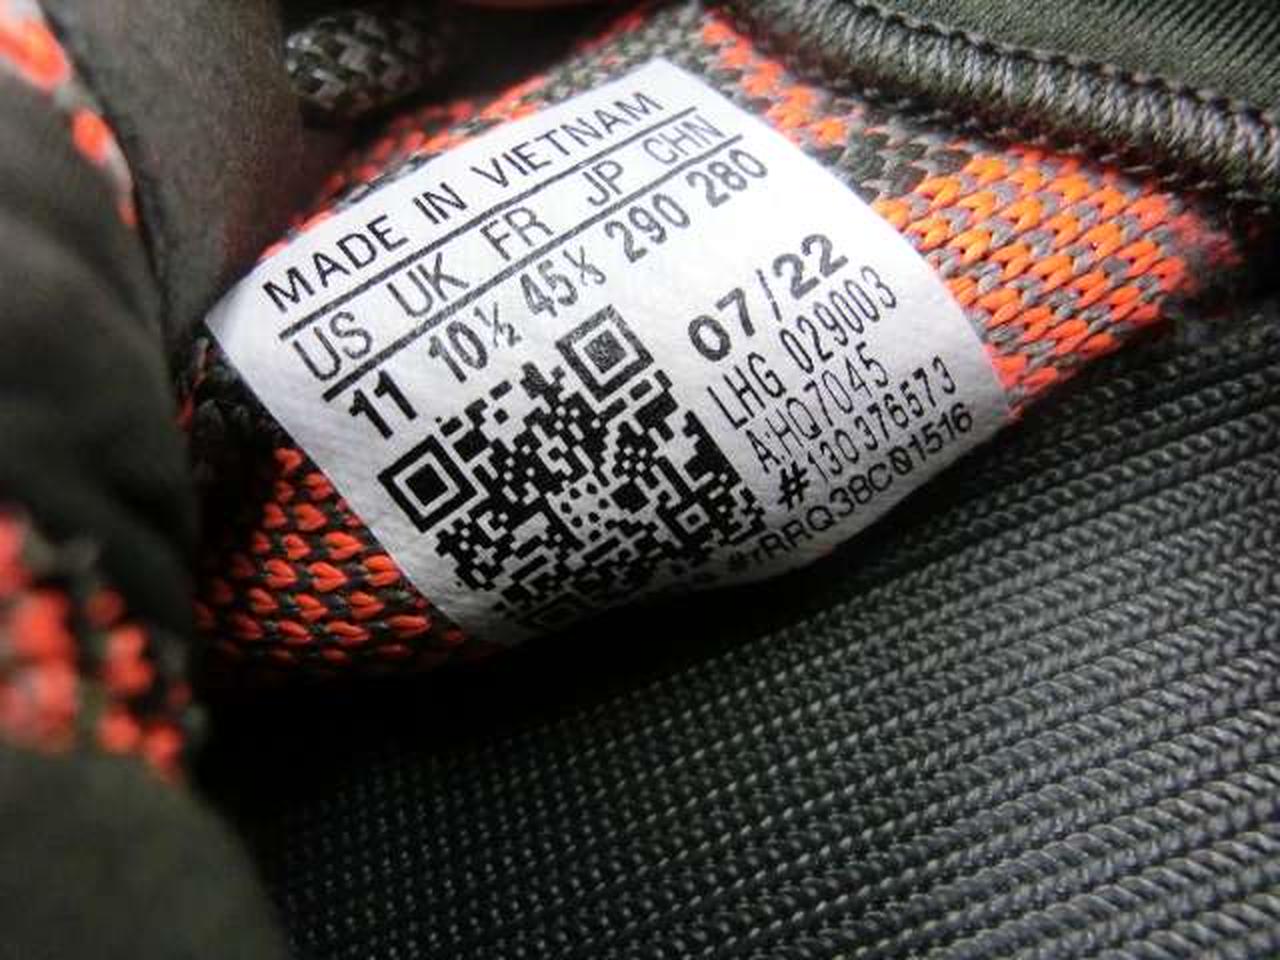 MADE IN VIETNAM
US UK FR JP CHN
11 10½ 45⅓ 290 280
07/22
LHG 029003
A:HQ7045
#130376573
#rRRQ38C01516